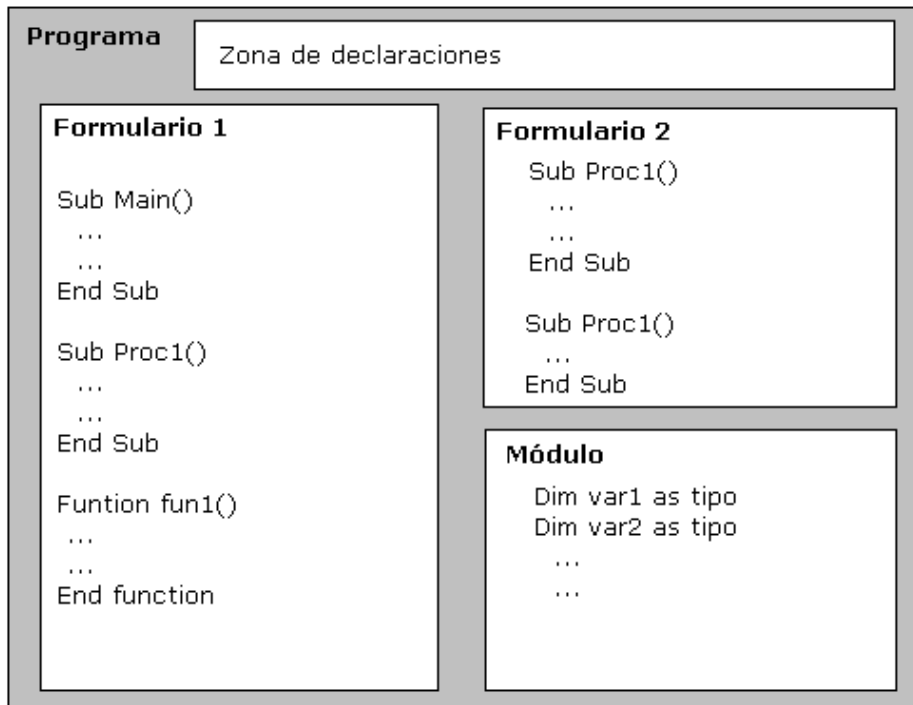 Programa
Zona de declaraciones
Formulario 1
Sub Main()
...
...
End Sub
Sub Proc1()
...
...
End Sub
Funtion fun1()
...
...
End function
Formulario 2
Sub Proc1()
...
...
End Sub
Sub Proc1()
...
End Sub
Módulo
Dim var1 as tipo
Dim var2 as tipo
...
...